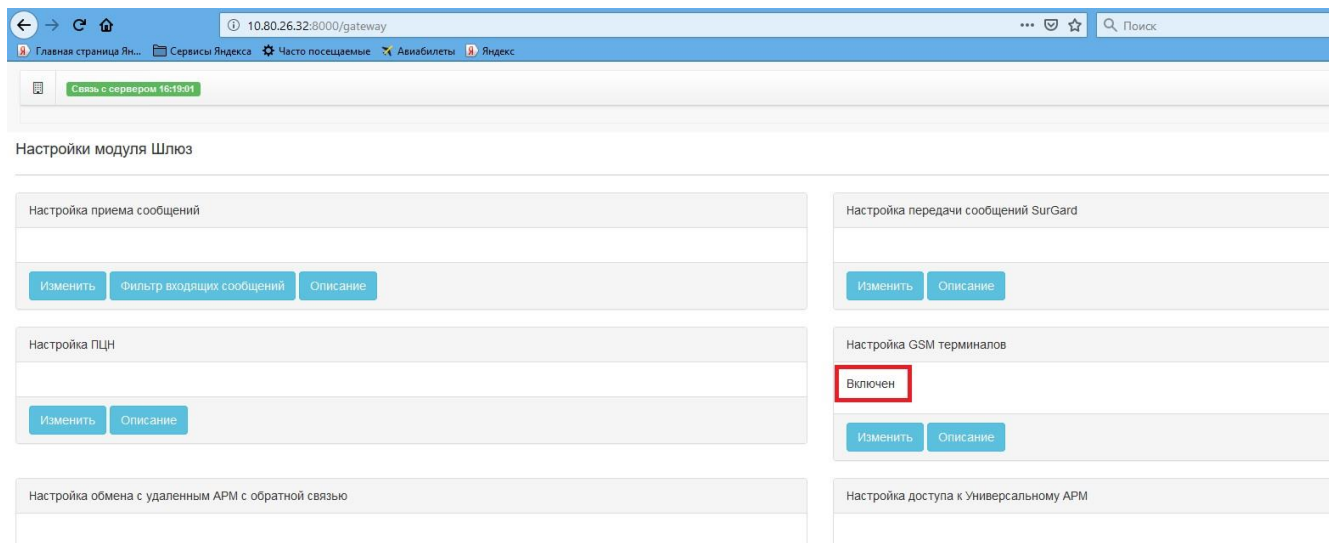 10.80.26.32:8000/gateway
Поиск
Главная страница Ян... Сервисы Яндекса Часто посещаемые Авиабилеты Яндекс
Связь с сервером 16:19:01
Настройки модуля Шлюз
Настройка приема сообщений
Изменить Фильтр входящих сообщений Описание
Настройка передачи сообщений SurGard
Изменить Описание
Настройка ПЦН
Изменить Описание
Настройка GSM терминалов
Включен
Изменить Описание
Настройка обмена с удаленным АРМ с обратной связью
Настройка доступа к Универсальному АРМ